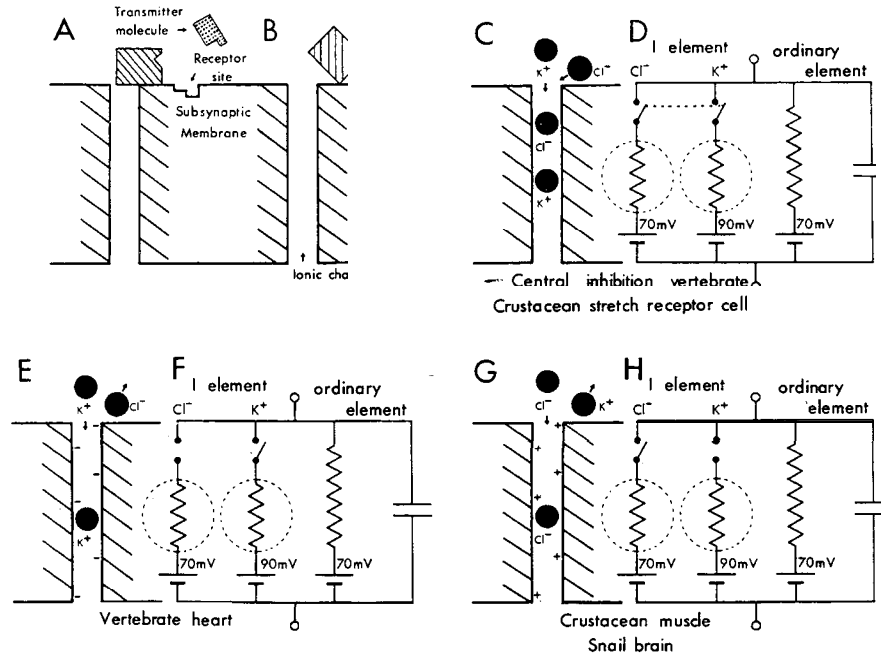 A
Transmitter
molecule
B
Receptor
site
Subsynaptic
Membrane
Ionic cha
C
K+
Cl-
Cl-
K+
D
I element
ordinary
element
Cl-
K+
70mV
90mV
70mV
Central inhibition vertebrate
Crustacean stretch receptor cell
E
K+
Cl-
K+
- - - - -
F
I element
ordinary
element
Cl-
K+
70mV
90mV
70mV
Vertebrate heart
G
Cl-
K+
Cl-
+ + + + + + +
H
I element
ordinary
element
Cl-
K+
70mV
90mV
70mV
Crustacean muscle
Snail brain